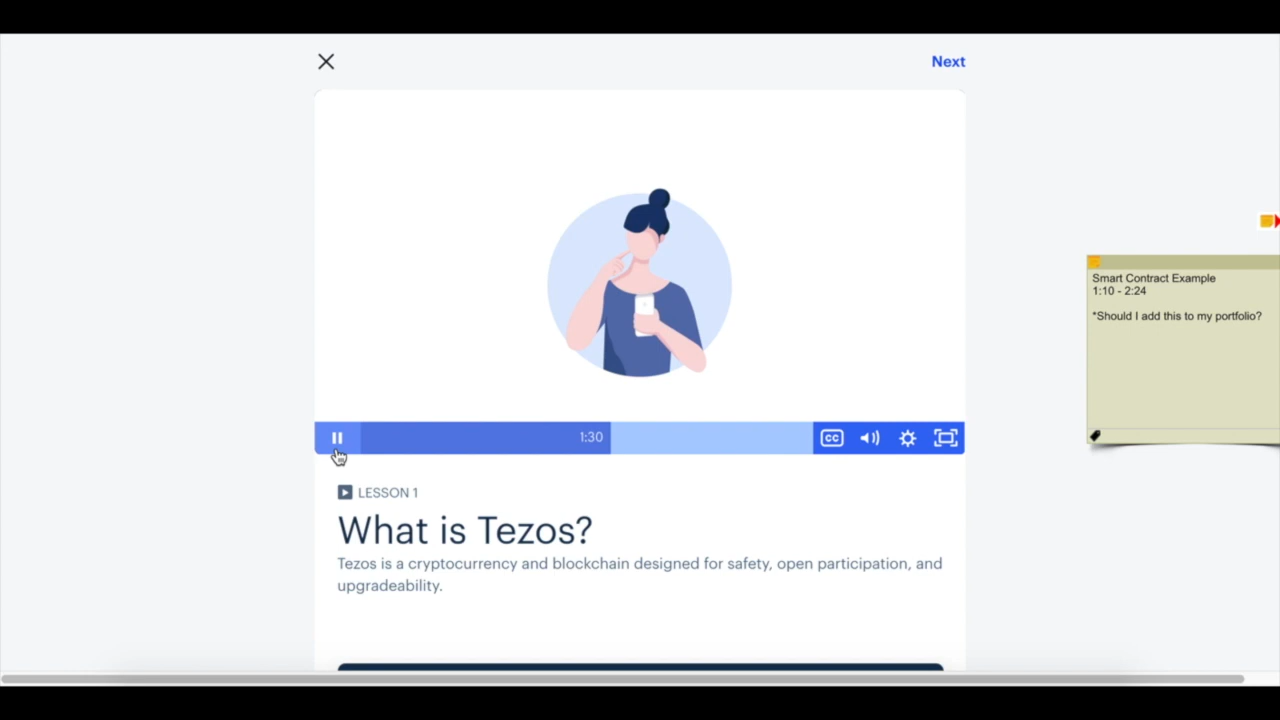 Next
Smart Contract Example
1:10 - 2:24
*Should I add this to my portfolio?
1:30
CC
LESSON 1
What is Tezos?
Tezos is a cryptocurrency and blockchain designed for safety, open participation, and
upgradeability.